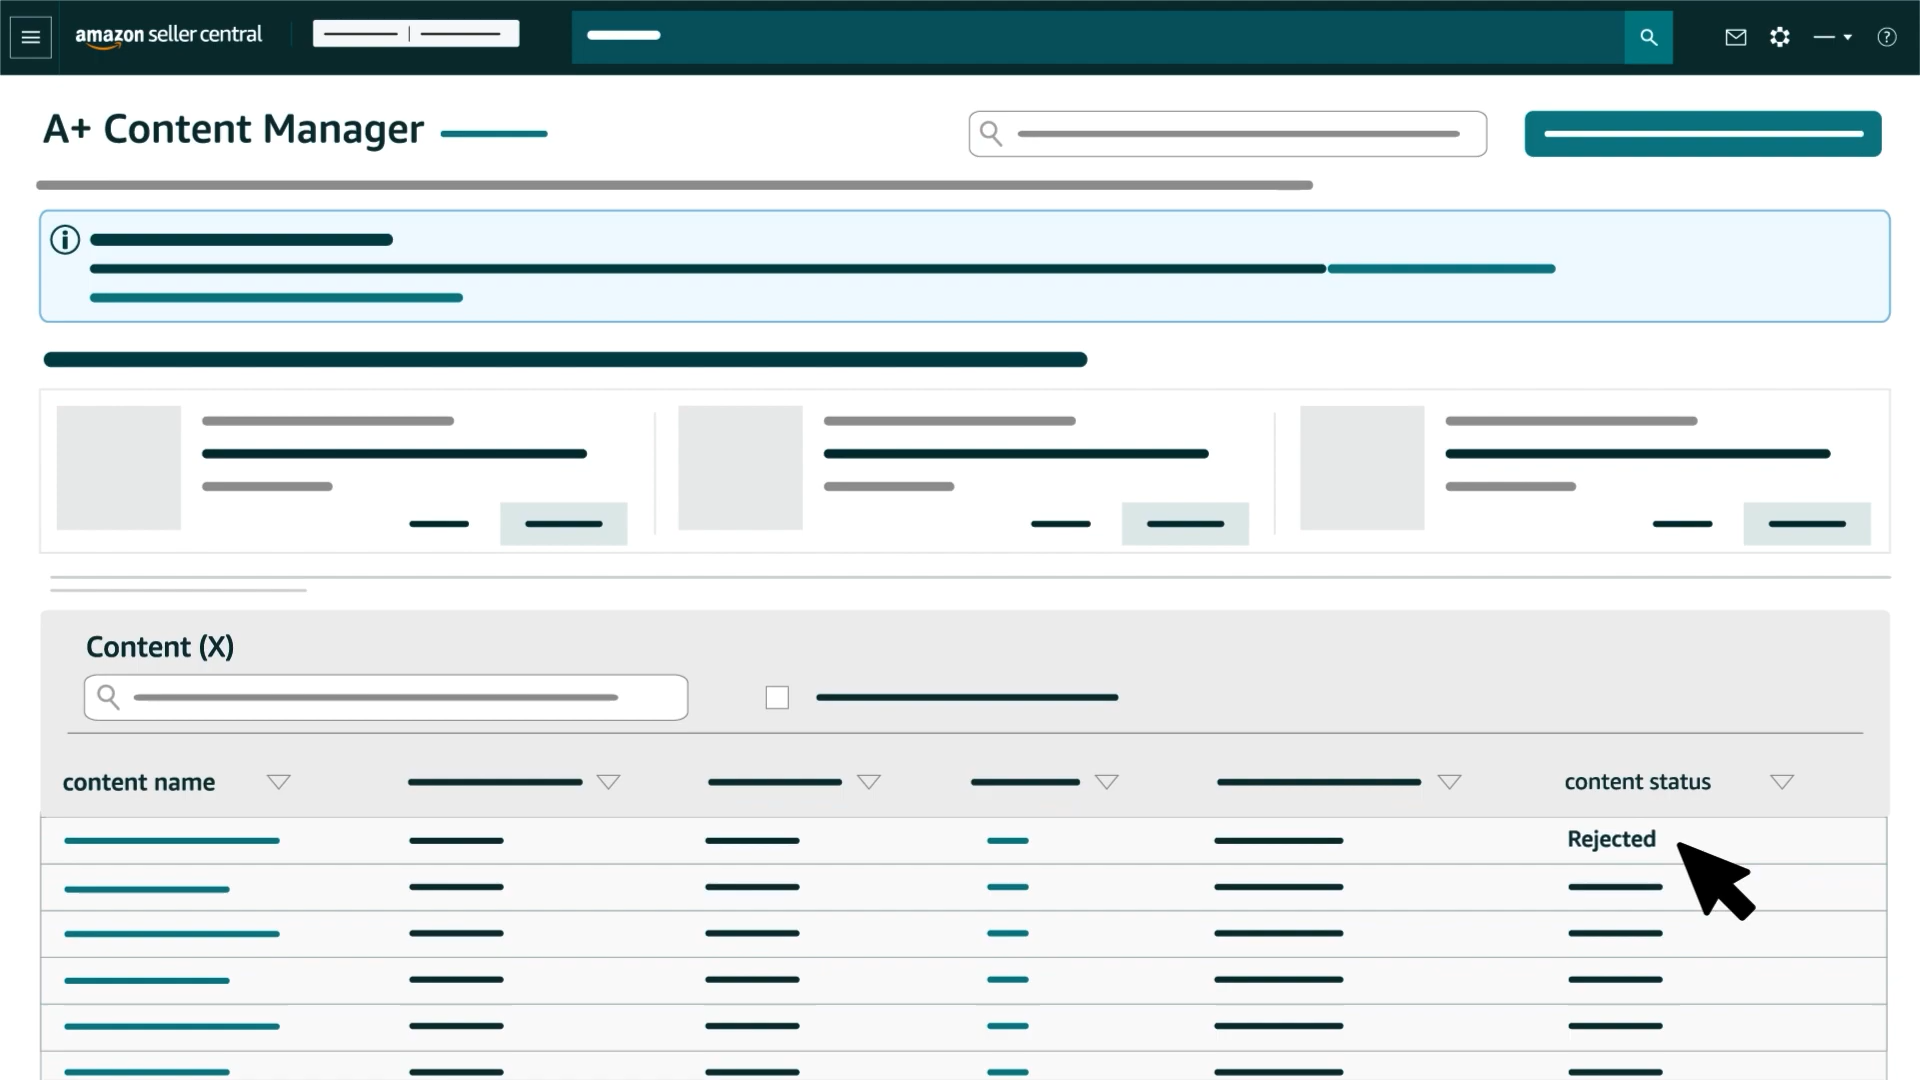 amazon seller central
A+ Content Manager
Content (X)
content name
content status
Rejected